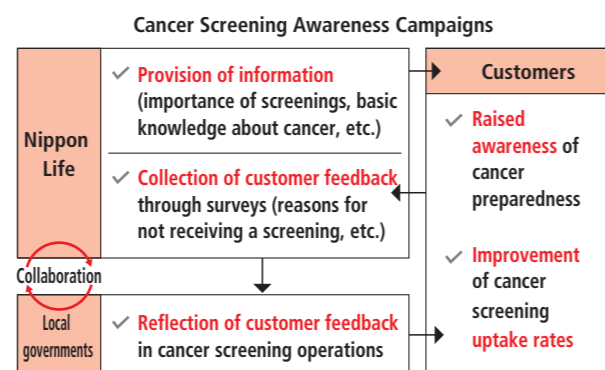 Cancer Screening Awareness Campaigns
Nippon
Life
✓ Provision of information
(importance of screenings, basic
knowledge about cancer, etc.)
✓ Collection of customer feedback
through surveys (reasons for
not receiving a screening, etc.)
Collaboration
Local
governments
✓ Reflection of customer feedback
in cancer screening operations
Customers
✓ Raised
awareness of
cancer
preparedness
✓ Improvement
of cancer
screening
uptake rates